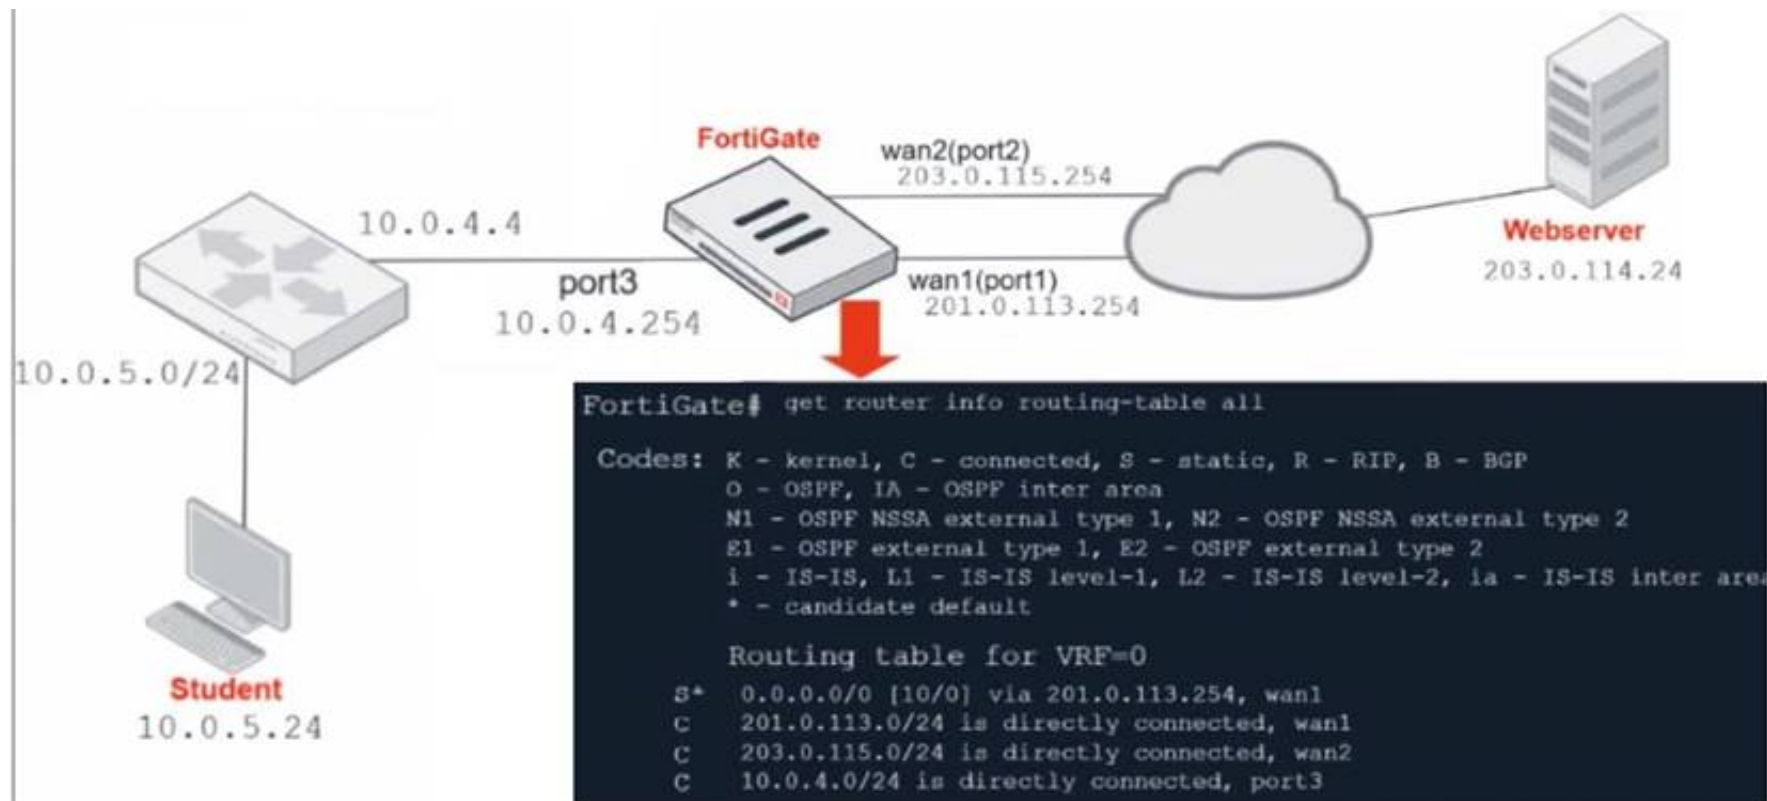 FortiGate
wan2(port2)
203.0.115.254
10.0.4.4
Webserver
203.0.114.24
port3
10.0.4.254
wan1(port1)
201.0.113.254
10.0.5.0/24
Student
10.0.5.24
FortiGate# get router info routing-table all
Codes: K - kernel, C - connected, S - static, R - RIP, B - BGP
O - OSPF, IA - OSPF inter area
N1 - OSPF NSSA external type 1, N2 - OSPF NSSA external type 2
E1 - OSPF external type 1, E2 - OSPF external type 2
i - IS-IS, L1 - IS-IS level-1, L2 - IS-IS level-2, ia - IS-IS inter area
* - candidate default
Routing table for VRF=0
S* 0.0.0.0/0 [10/0] via 201.0.113.254, wan1
C 201.0.113.0/24 is directly connected, wan1
C 203.0.115.0/24 is directly connected, wan2
C 10.0.4.0/24 is directly connected, port3